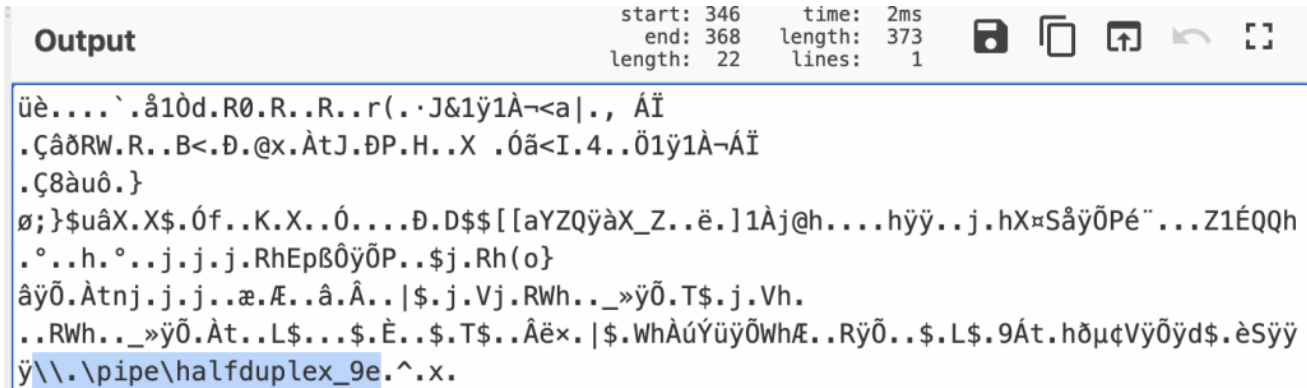 Output
start: 346
end: 368
length: 22
time: 2ms
length: 373
lines: 1
üè....`.å1Òd.R0.R..R..r(.·J&1ÿ1À¬<a|., ÁÏ
.ÇâðRW.R..B<.Ð.@x.ÀtJ.ÐP.H..X .Óã<I.4..Ö1ÿ1À¬ÁÏ
.Ç8àuô.}
ø;}$uâX.X$.Óf..K.X..Ó....Ð.D$$[[aYZQÿàX_Z..ë.]1Àj@h....hÿÿ..j.hX¤SåÿÕPé¨...Z1ÉQQh
.°..h.°..j.j.j.RhEpßÔÿÕP..$j.Rh(o}
âÿÕ.Àtnj.j.j..æ.Æ..â.Â..|$.j.Vj.RWh.._»ÿÕ.T$.j.Vh.
..RWh.._»ÿÕ.Àt..L$...$.È..$.T$..Âë×.|$.WhÀúÝüÿÕWhÆ..RÿÕ..$.L$.9Át.hðµ¢VÿÕÿd$.èSÿÿ
ÿ\\.\pipe\halfduplex_9e.^.x.